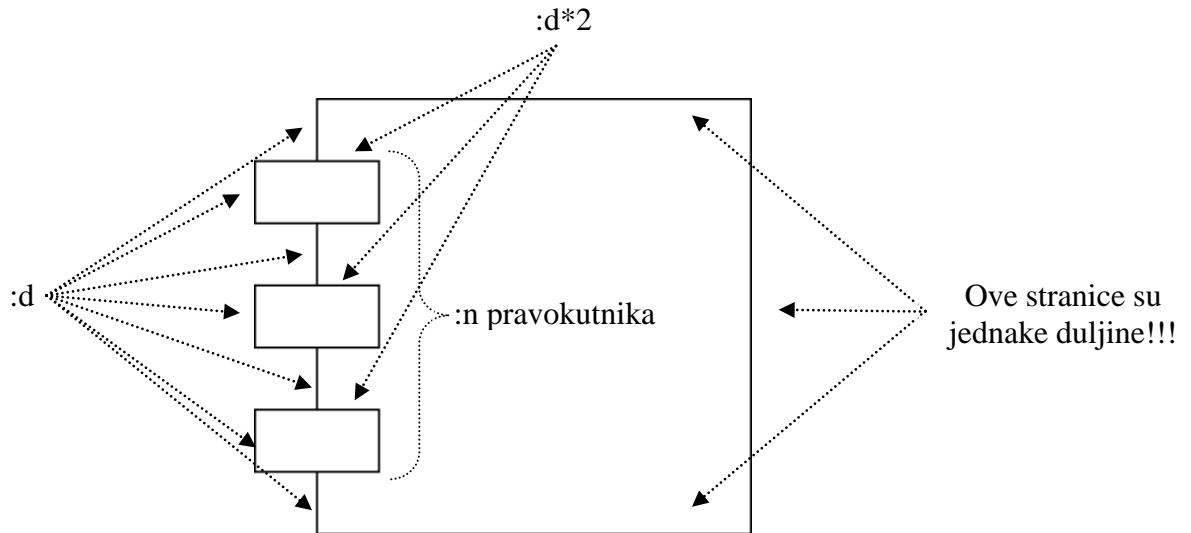 :d*2
:d
:n pravokutnika
Ove stranice su
jednake duljine!!!